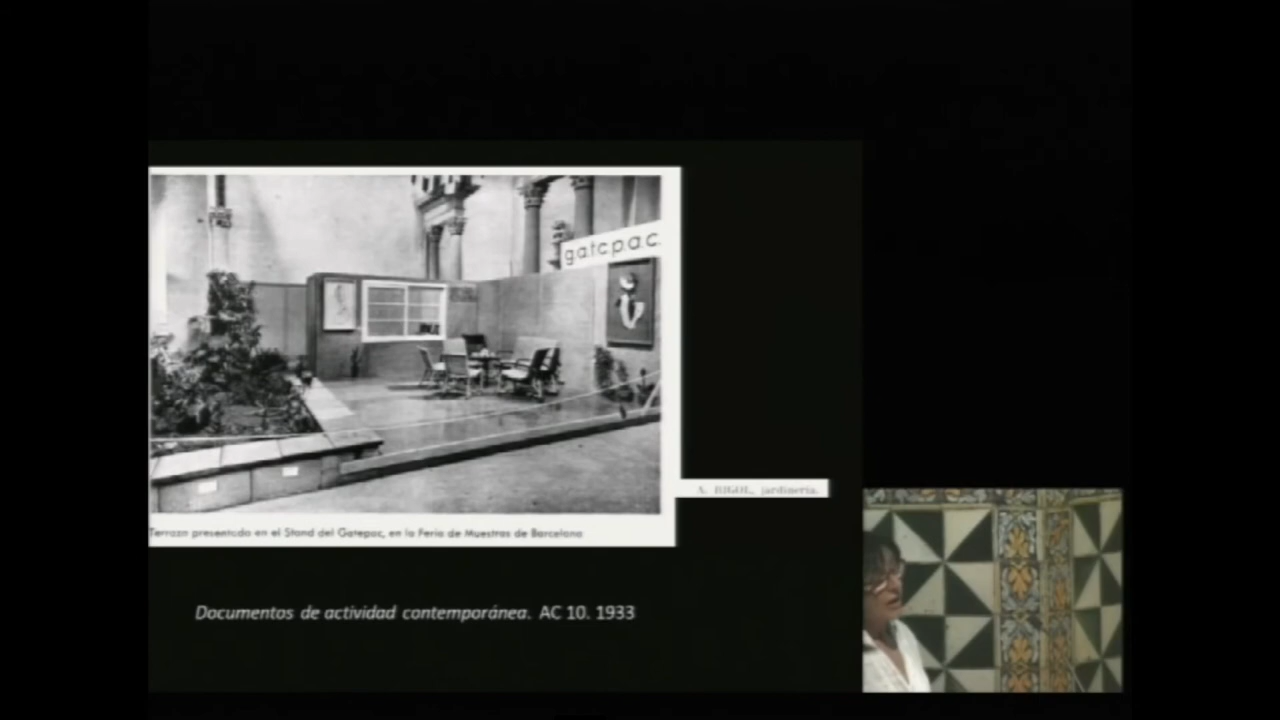 g.a.t.c.p.a.c.
A. RIGOL, jardinería.
Terraza presentada en el Stand del Gatepac, en la Feria de Muestras de Barcelona
Documentos de actividad contemporánea. AC 10. 1933